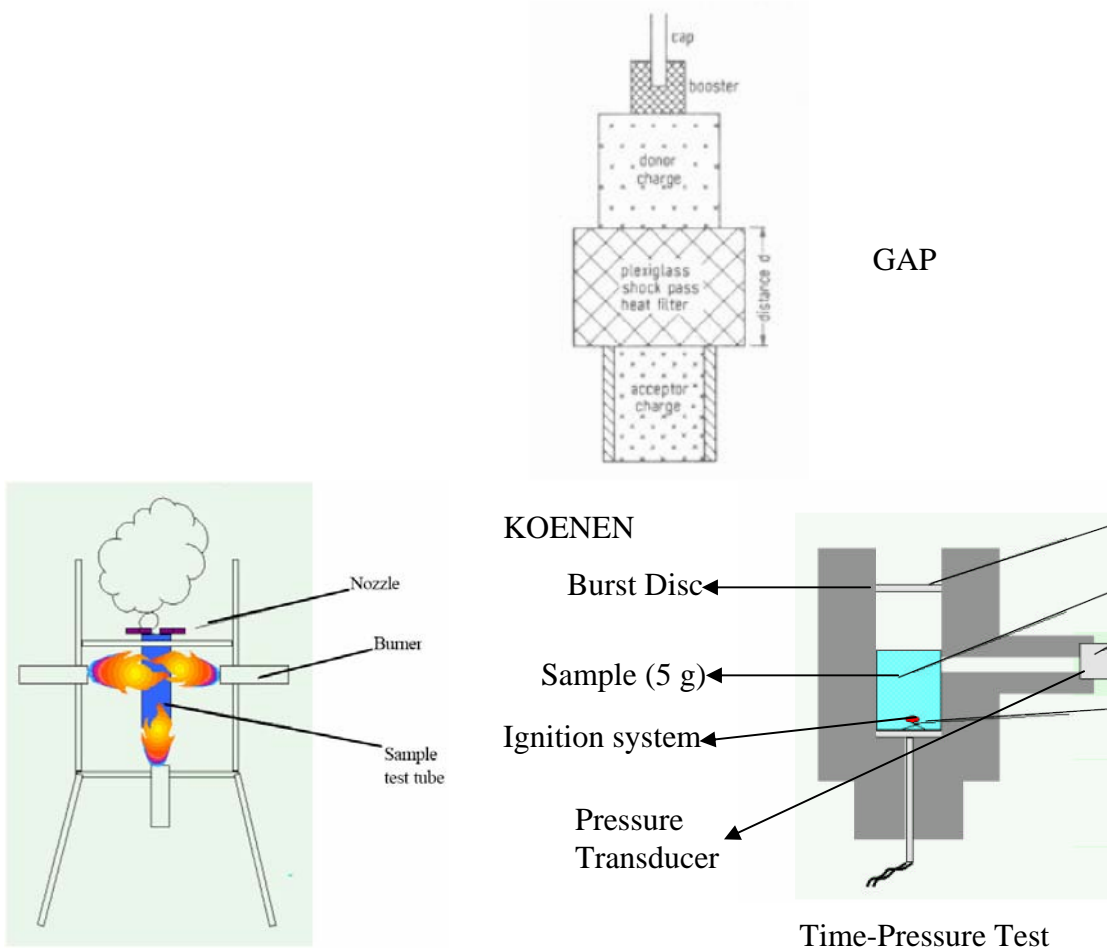 cap
booster
donor
charge
plexiglass
shock pass
heat filter
distance d
acceptor
charge
GAP
KOENEN
Nozzle
Burner
Sample
test tube
Burst Disc
Sample (5 g)
Ignition system
Pressure
Transducer
Time-Pressure Test